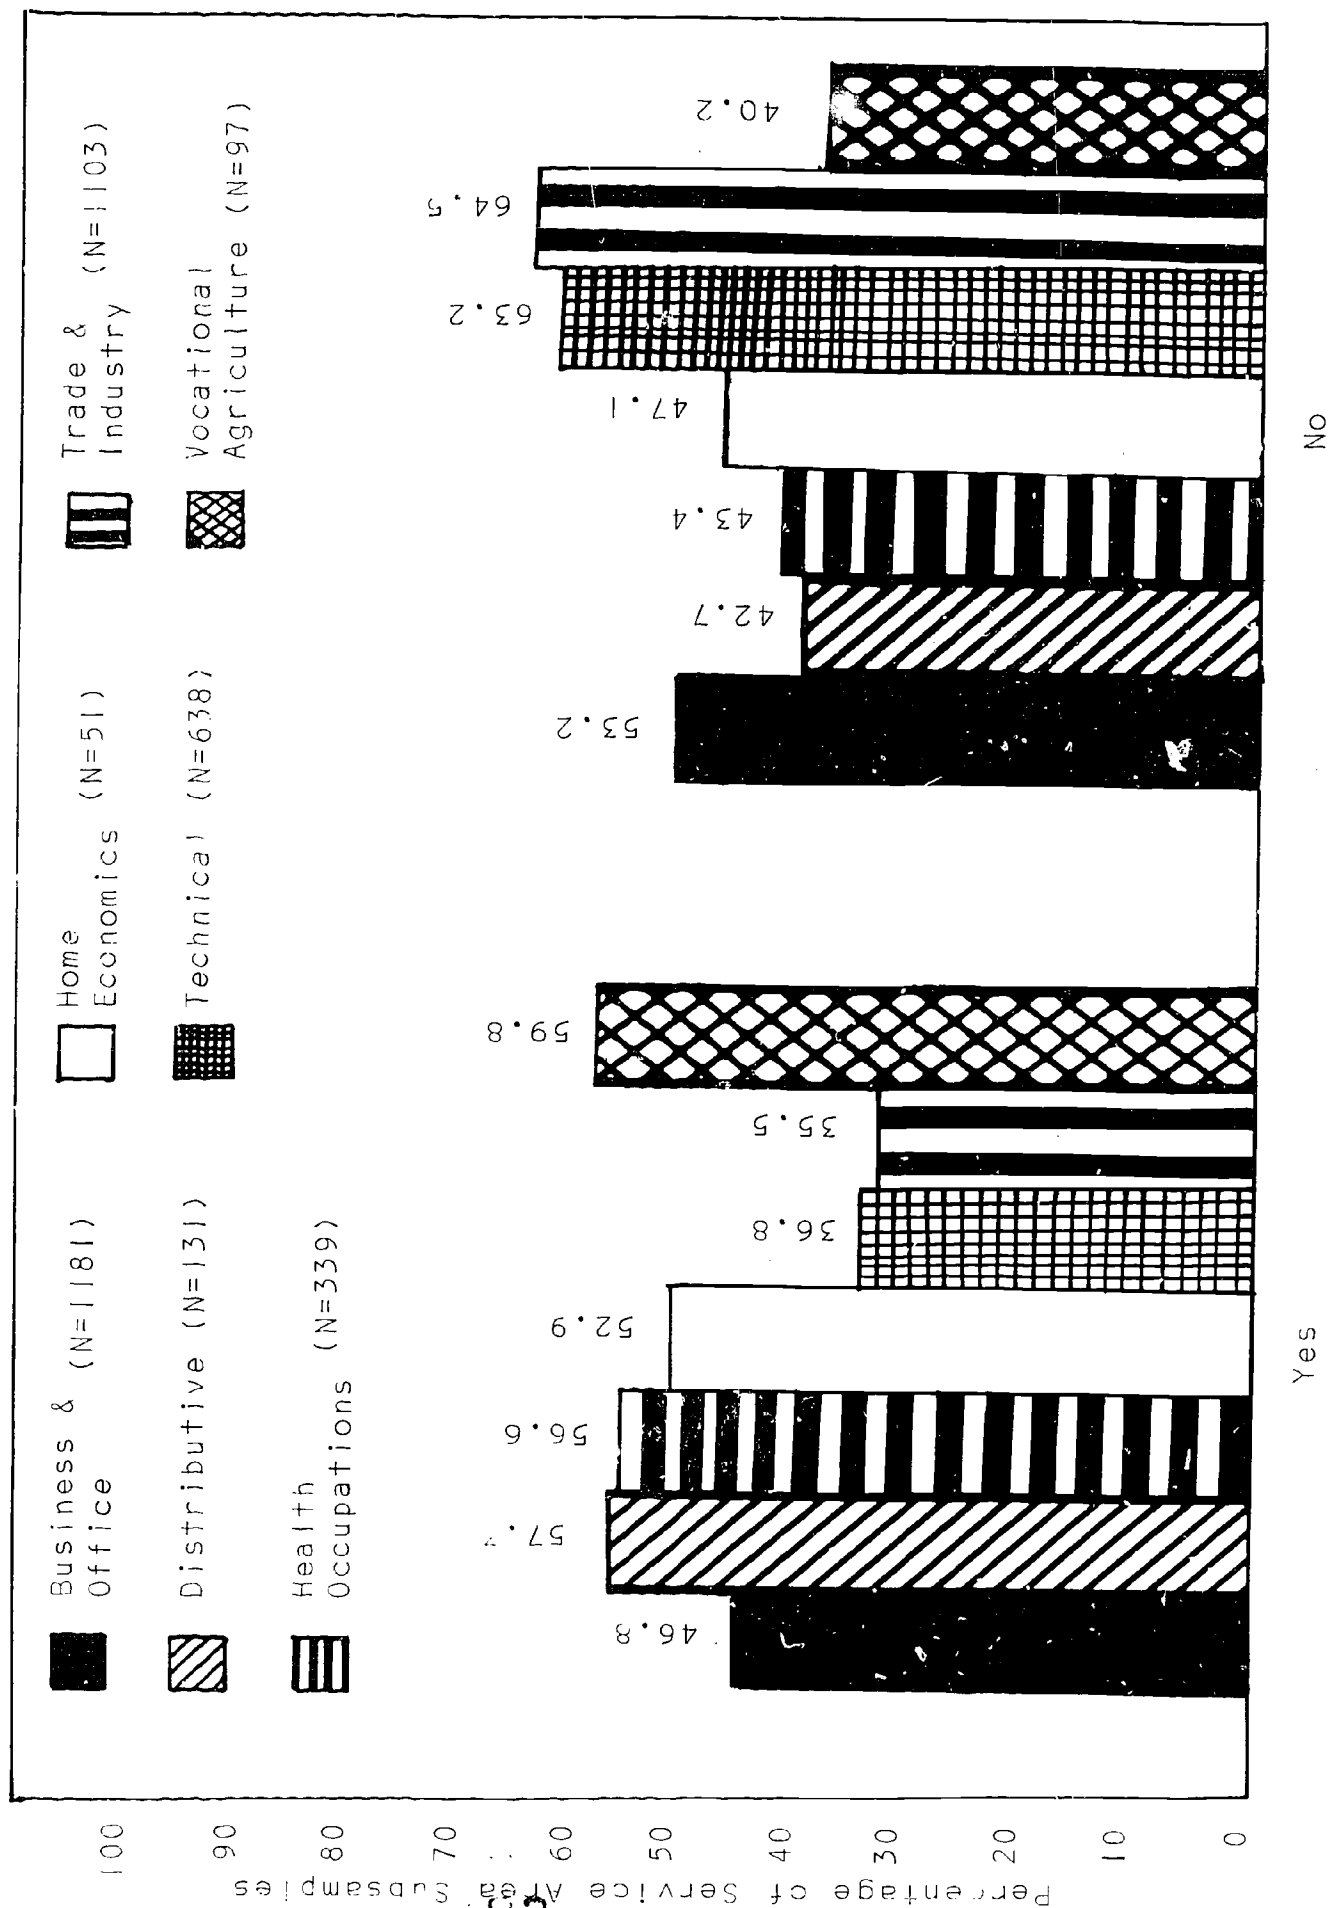 Business &
Office (N=1181)
Distributive (N=131)
Health
Occupations (N=339)
Home
Economics (N=51)
Technical (N=638)
Trade &
Industry (N=1103)
Vocational
Agriculture (N=97)
Percentage of Service Area Subsamples
100
90
80
70
60
50
40
30
20
10
0
46.8
57.
56.6
52.9
36.8
35.5
59.8
53.2
42.7
43.4
47.1
63.2
64.5
40.2
Yes
No